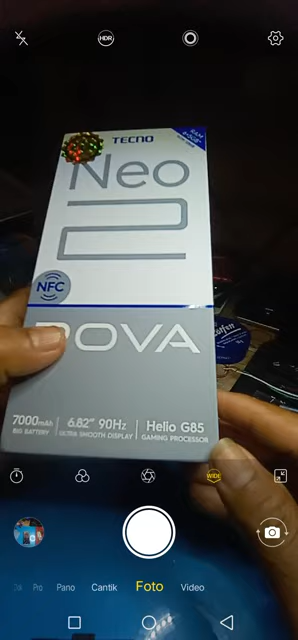 HDR
TECNO
Neo
2
NFC
POVA
7000mAh
BIG BATTERY
6.82" 90Hz
ULTRA SMOOTH DISPLAY
Helio G85
GAMING PROCESSOR
WIDE
Pro
Pano
Cantik
Foto
Video